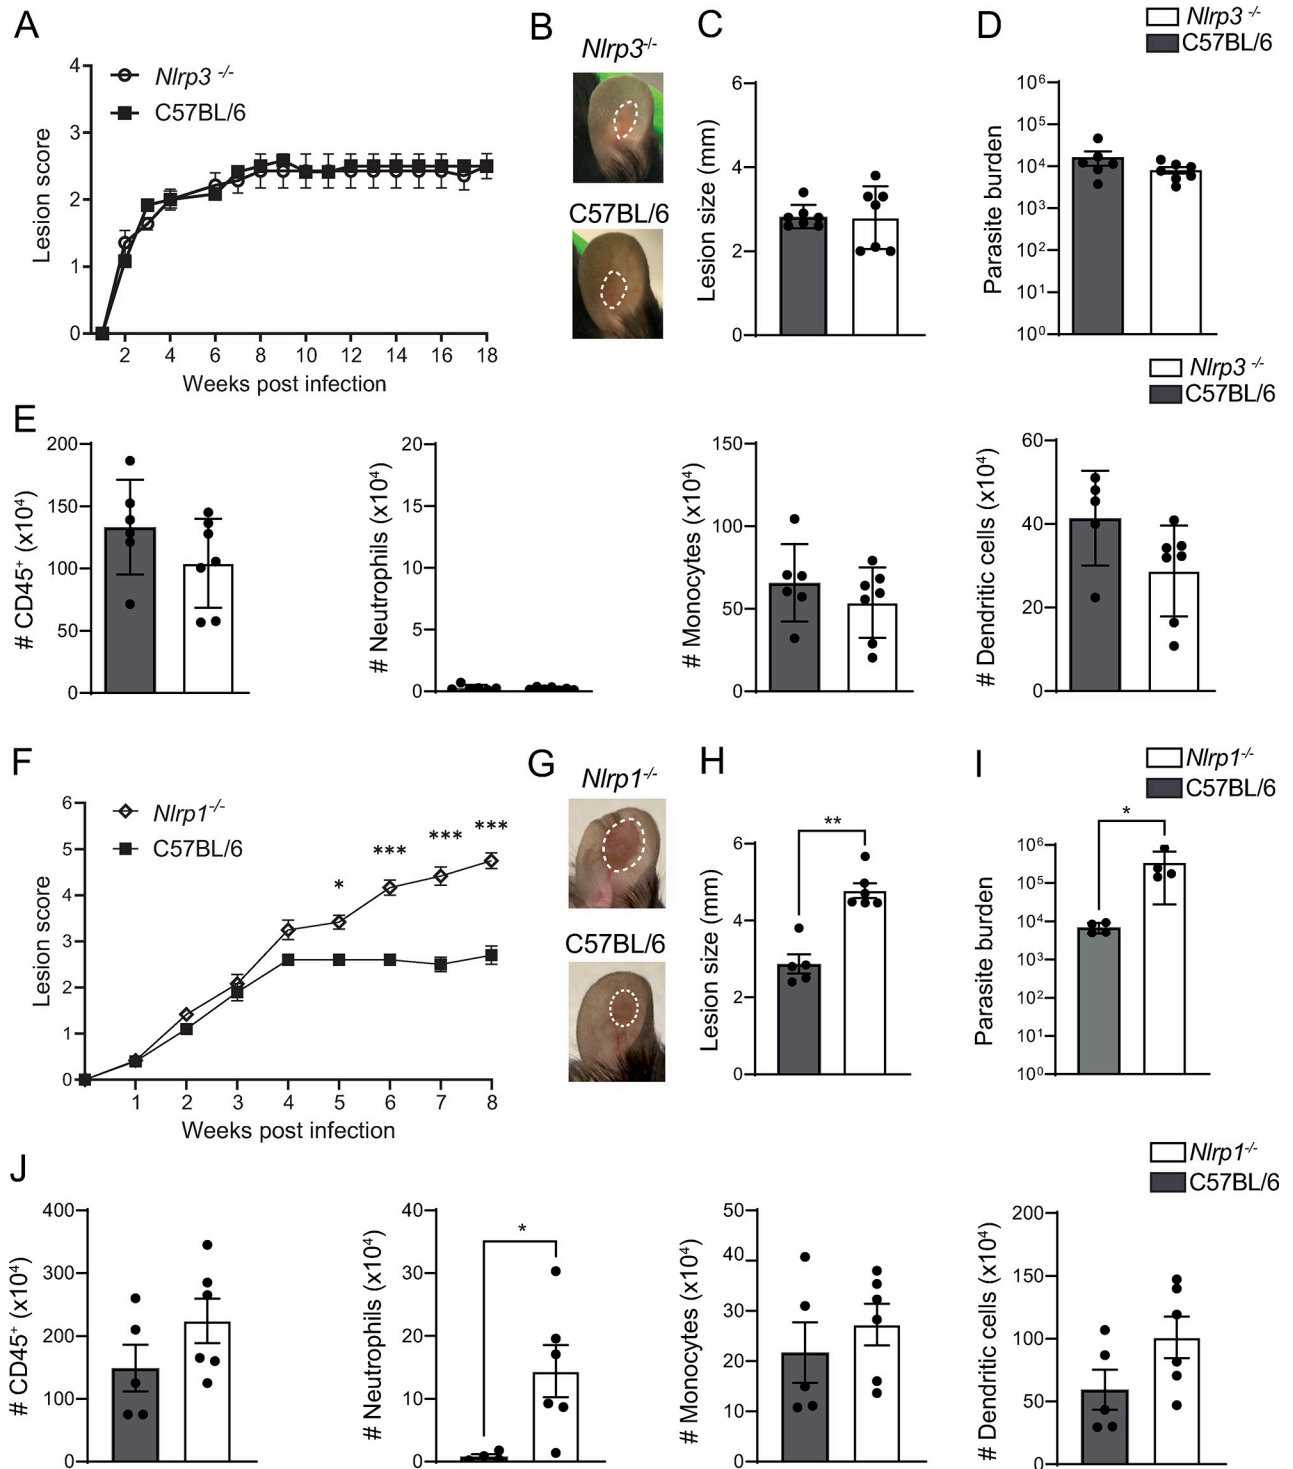 A
Lesion score
4
3
2
1
0
Nlrp3 -/-
C57BL/6
2 4 6 8 10 12 14 16 18
Weeks post infection
B
Nlrp3-/-
C57BL/6
C
Lesion size (mm)
6
4
2
0
D
Nlrp3 -/-
C57BL/6
Parasite burden
10⁶
10⁵
10⁴
10³
10²
10¹
10⁰
Nlrp3 -/-
C57BL/6
E
# CD45⁺ (x10⁴)
200
150
100
50
0
# Neutrophils (x10⁴)
20
15
10
5
0
# Monocytes (x10⁴)
150
100
50
0
# Dendritic cells (x10⁴)
60
40
20
0
F
Lesion score
6
5
4
3
2
1
0
Nlrp1-/-
C57BL/6
* *** *** ***
1 2 3 4 5 6 7 8
Weeks post infection
G
Nlrp1-/-
C57BL/6
H
Lesion size (mm)
6
4
2
0
**
I
Nlrp1-/-
C57BL/6
Parasite burden
*
10⁶
10⁵
10⁴
10³
10²
10¹
10⁰
J
Nlrp1-/-
C57BL/6
# CD45⁺ (x10⁴)
400
300
200
100
0
# Neutrophils (x10⁴)
40
30
20
10
0
*
# Monocytes (x10⁴)
50
40
30
20
10
0
# Dendritic cells (x10⁴)
200
150
100
50
0